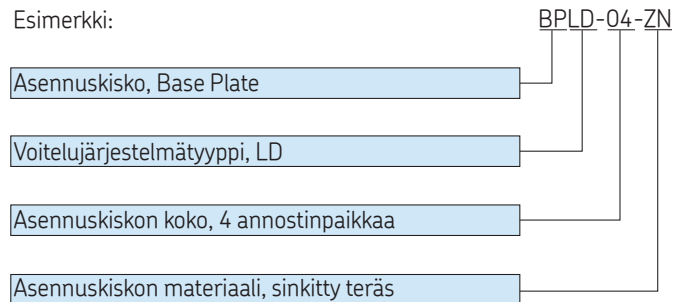 Esimerkki: BPLD-04-ZN
Asennuskisko, Base Plate
Voitelujärjestelmätyyppi, LD
Asennuskiskon koko, 4 annostinpaikkaa
Asennuskiskon materiaali, sinkitty teräs